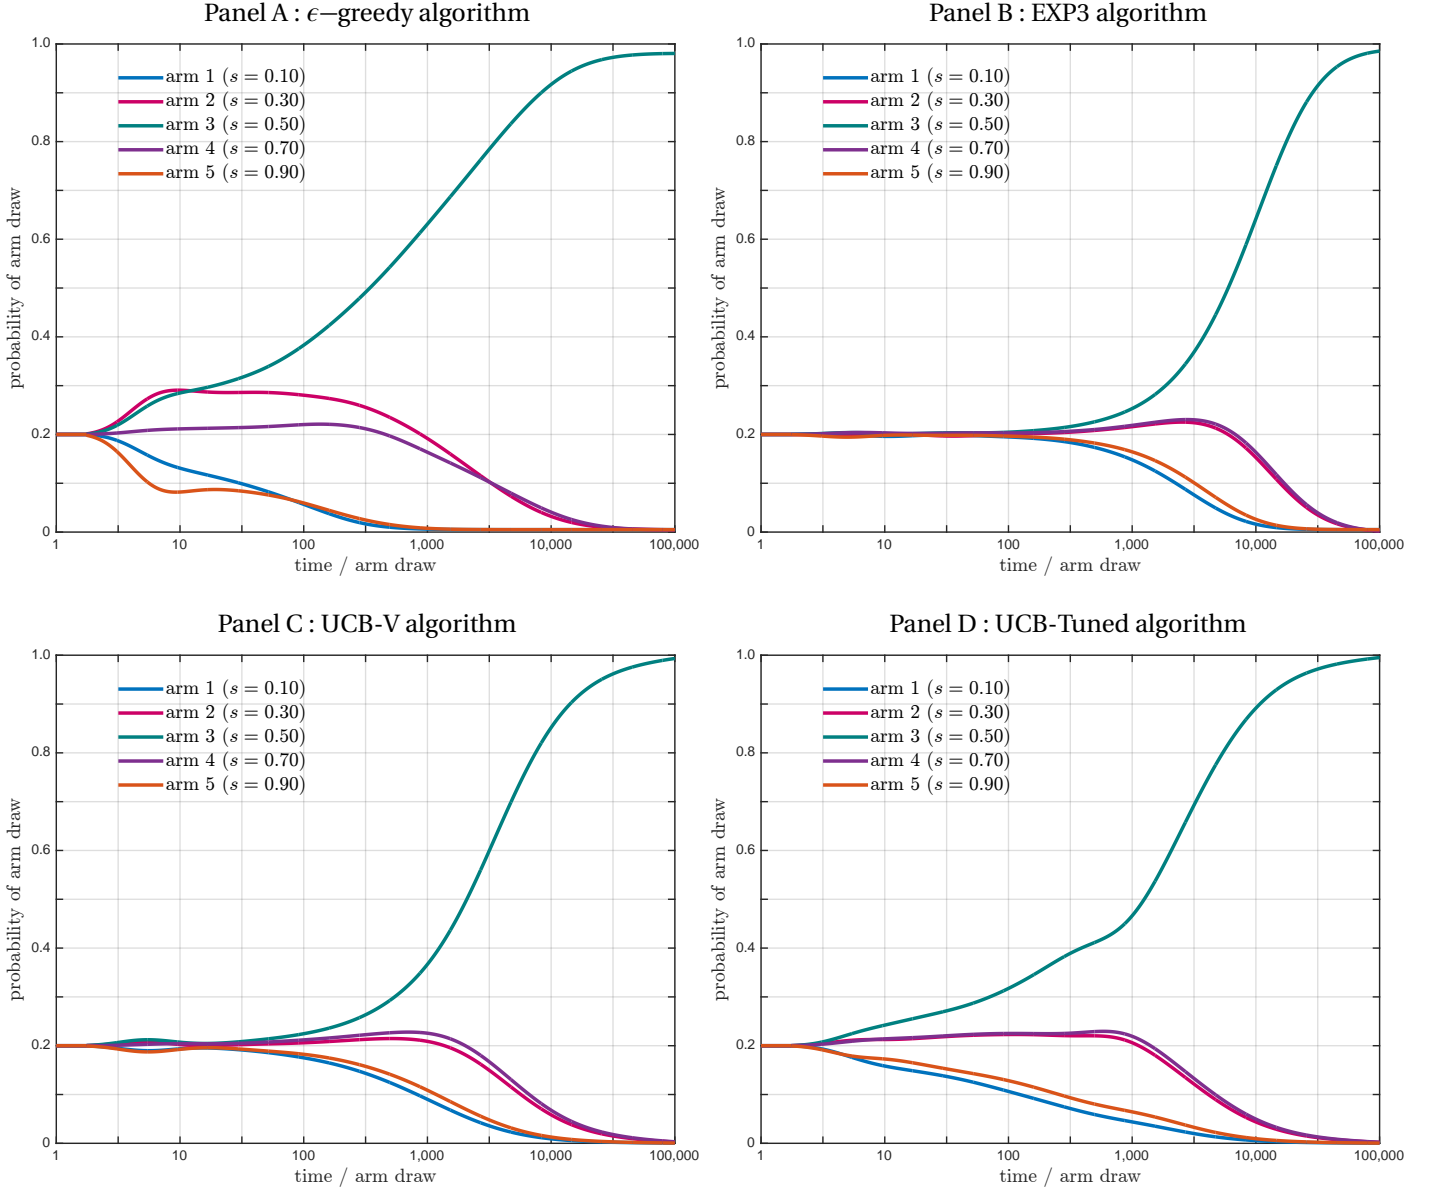 Panel A : ϵ−greedy algorithm
1.0
0.8
0.6
0.4
0.2
0
probability of arm draw
arm 1 (s = 0.10)
arm 2 (s = 0.30)
arm 3 (s = 0.50)
arm 4 (s = 0.70)
arm 5 (s = 0.90)
1 10 100 1,000 10,000 100,000
time / arm draw
Panel B : EXP3 algorithm
1.0
0.8
0.6
0.4
0.2
0
probability of arm draw
arm 1 (s = 0.10)
arm 2 (s = 0.30)
arm 3 (s = 0.50)
arm 4 (s = 0.70)
arm 5 (s = 0.90)
1 10 100 1,000 10,000 100,000
time / arm draw
Panel C : UCB-V algorithm
1.0
0.8
0.6
0.4
0.2
0
probability of arm draw
arm 1 (s = 0.10)
arm 2 (s = 0.30)
arm 3 (s = 0.50)
arm 4 (s = 0.70)
arm 5 (s = 0.90)
1 10 100 1,000 10,000 100,000
time / arm draw
Panel D : UCB-Tuned algorithm
1.0
0.8
0.6
0.4
0.2
0
probability of arm draw
arm 1 (s = 0.10)
arm 2 (s = 0.30)
arm 3 (s = 0.50)
arm 4 (s = 0.70)
arm 5 (s = 0.90)
1 10 100 1,000 10,000 100,000
time / arm draw